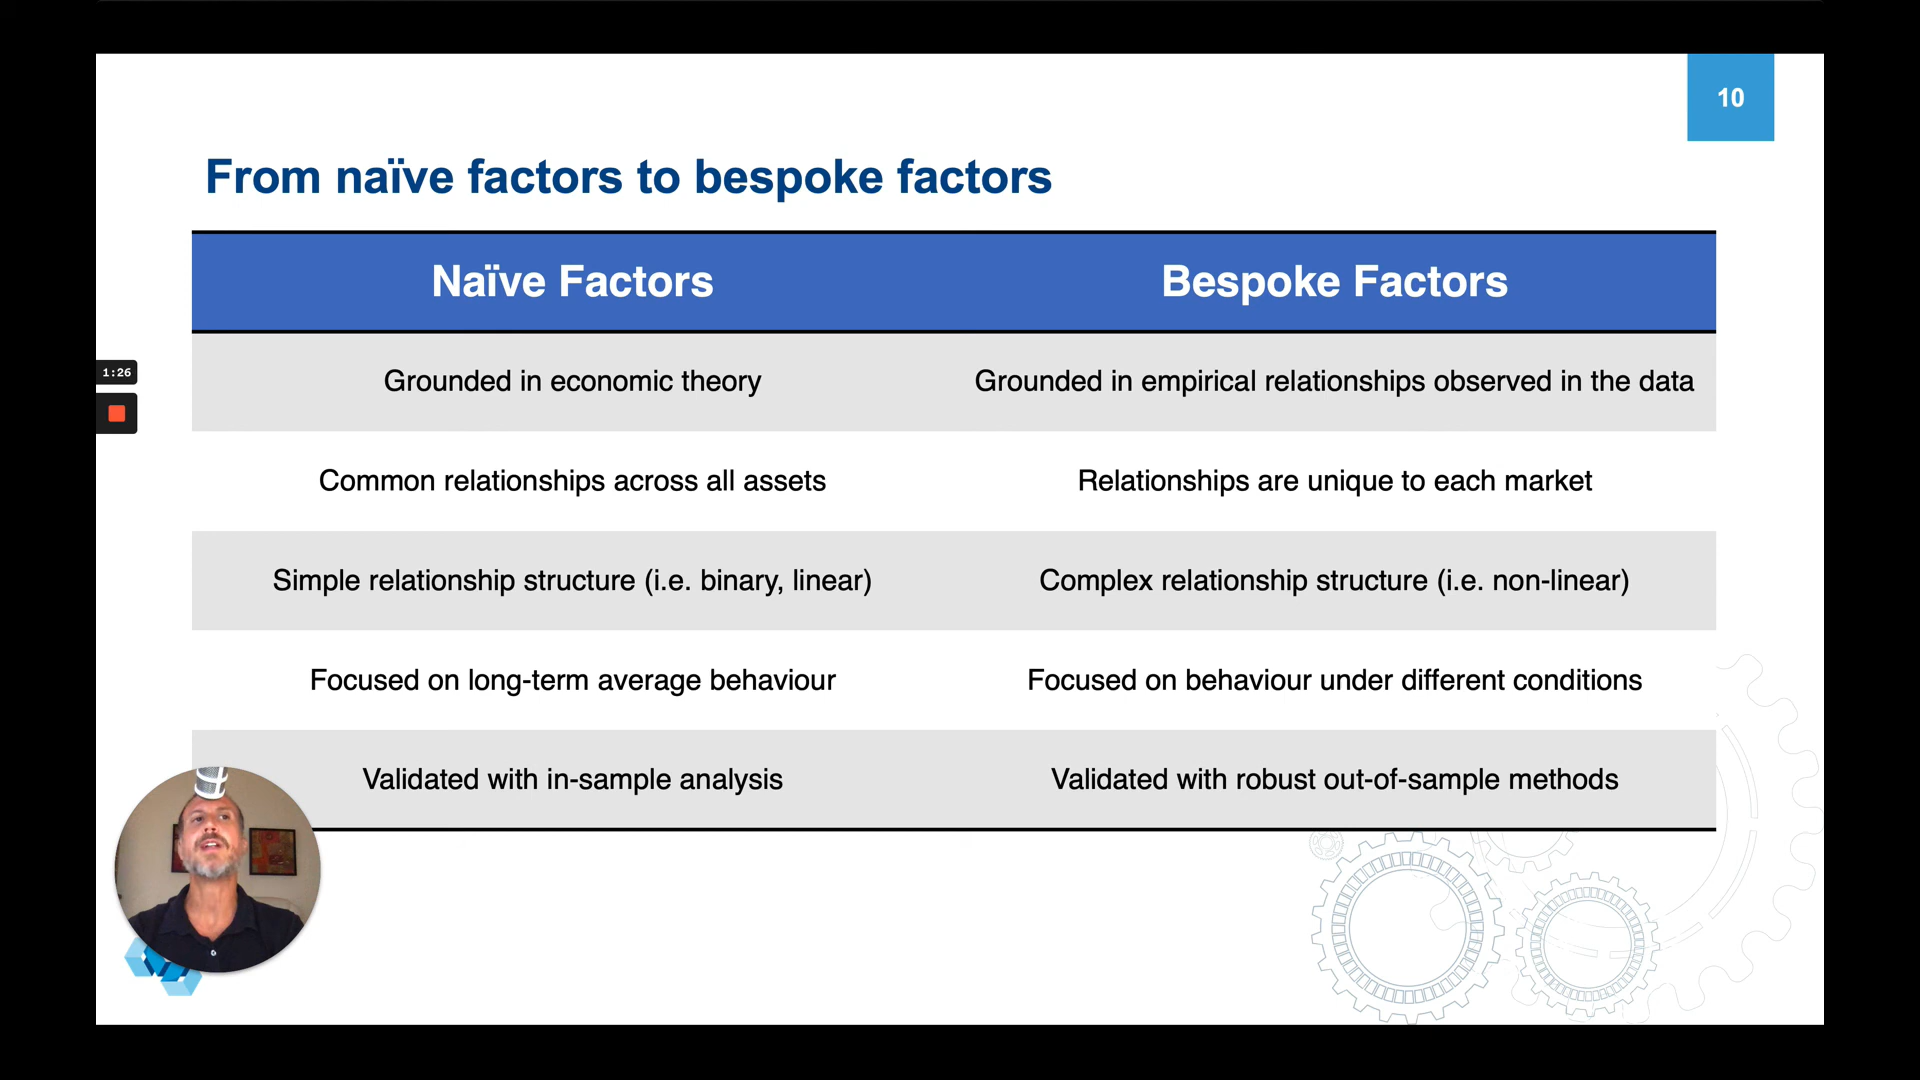 10
From naïve factors to bespoke factors
Naïve Factors
Bespoke Factors
Grounded in economic theory
Grounded in empirical relationships observed in the data
1:26
Common relationships across all assets
Relationships are unique to each market
Simple relationship structure (i.e. binary, linear)
Complex relationship structure (i.e. non-linear)
Focused on long-term average behaviour
Focused on behaviour under different conditions
Validated with in-sample analysis
Validated with robust out-of-sample methods